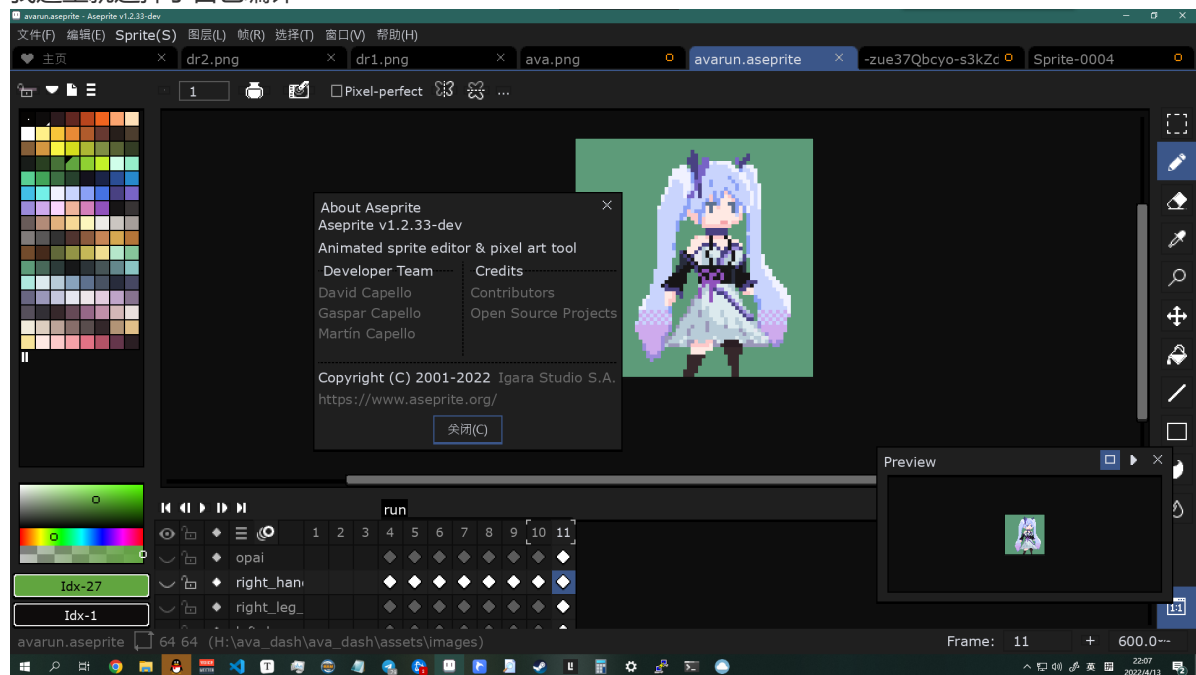 avarun.aseprite - Aseprite v1.2.33-dev
文件(F) 编辑(E) Sprite(S) 图层(L) 帧(R) 选择(T) 窗口(V) 帮助(H)
主页 dr2.png dr1.png ava.png avarun.aseprite -zue37Qbcyo-s3kZc Sprite-0004
1 Pixel-perfect ...
About Aseprite
Aseprite v1.2.33-dev
Animated sprite editor & pixel art tool
Developer Team Credits
David Capello Contributors
Gaspar Capello Open Source Projects
Martín Capello
Copyright (C) 2001-2022 Igara Studio S.A.
https://www.aseprite.org/
关闭(C)
Preview
run
1 2 3 4 5 6 7 8 9 10 11
opai
Idx-27
right_han
Idx-1
right_leg_
1:1
avarun.aseprite 64 64 (H:\ava_dash\ava_dash\assets\images) Frame: 11 + 600.0
英 22:07
2022/4/13